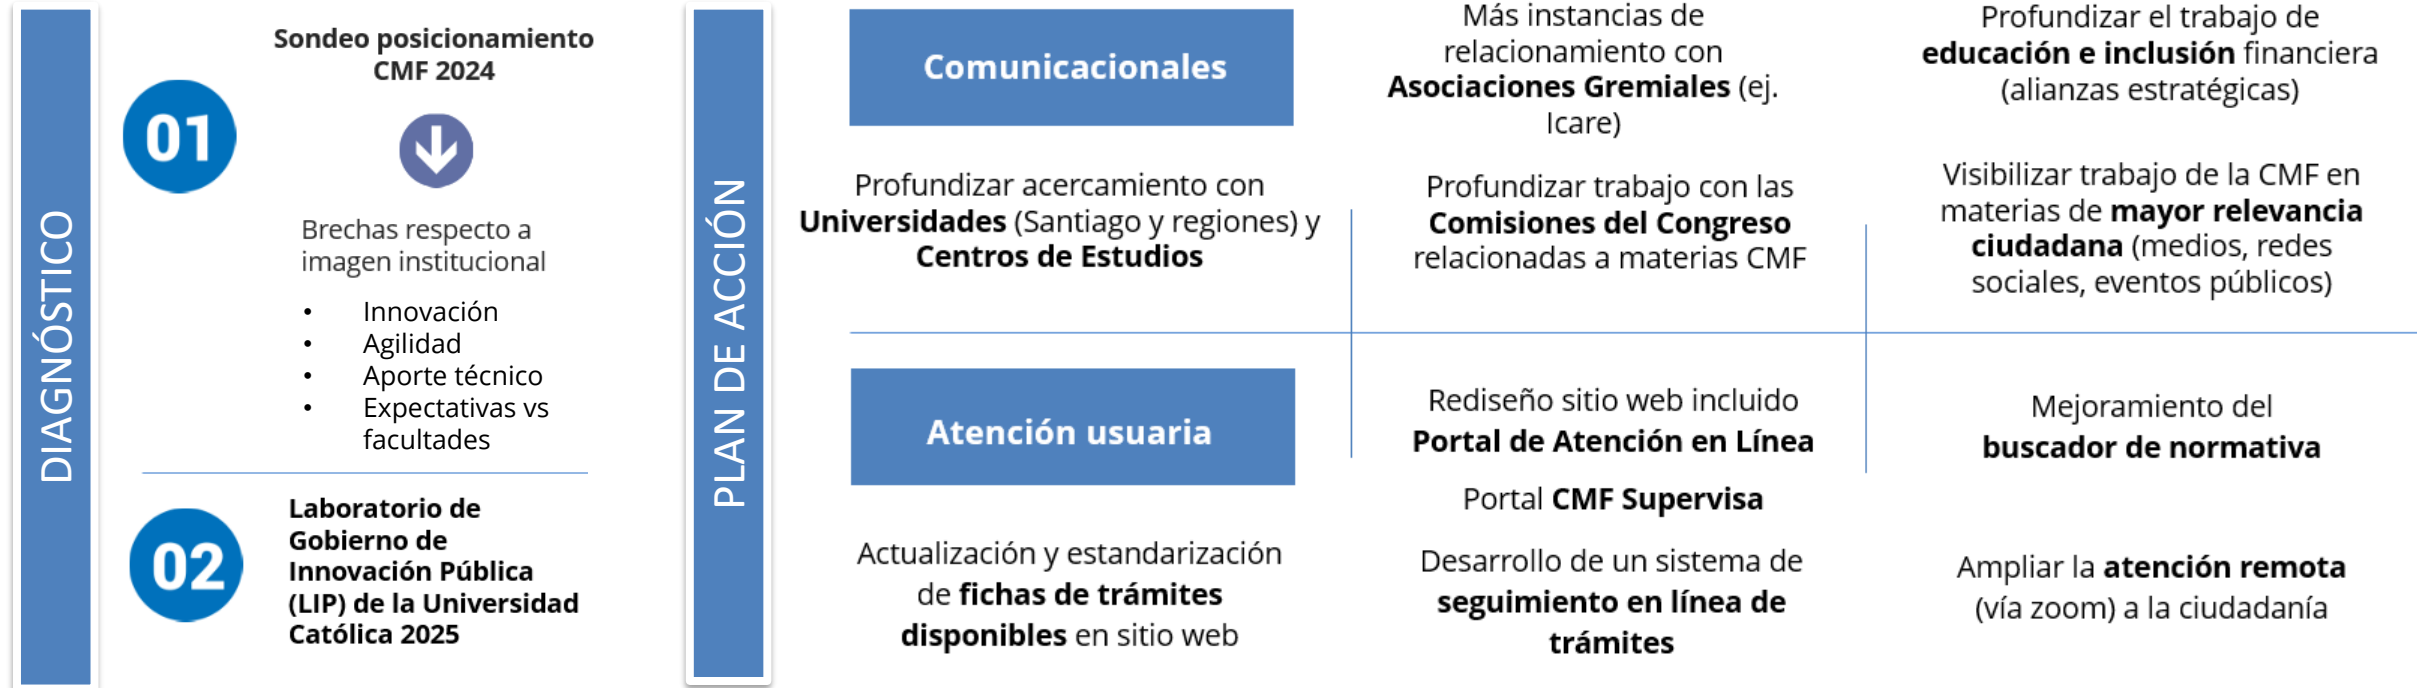 DIAGNÓSTICO
01
Sondeo posicionamiento
CMF 2024
Brechas respecto a
imagen institucional
• Innovación
• Agilidad
• Aporte técnico
• Expectativas vs
facultades
02
Laboratorio de
Gobierno de
Innovación Pública
(LIP) de la Universidad
Católica 2025
PLAN DE ACCIÓN
Comunicacionales
Más instancias de
relacionamiento con
Asociaciones Gremiales (ej.
Icare)
Profundizar el trabajo de
educación e inclusión financiera
(alianzas estratégicas)
Profundizar acercamiento con
Universidades (Santiago y regiones) y
Centros de Estudios
Profundizar trabajo con las
Comisiones del Congreso
relacionadas a materias CMF
Visibilizar trabajo de la CMF en
materias de mayor relevancia
ciudadana (medios, redes
sociales, eventos públicos)
Atención usuaria
Rediseño sitio web incluido
Portal de Atención en Línea
Portal CMF Supervisa
Mejoramiento del
buscador de normativa
Actualización y estandarización
de fichas de trámites
disponibles en sitio web
Desarrollo de un sistema de
seguimiento en línea de
trámites
Ampliar la atención remota
(vía zoom) a la ciudadanía